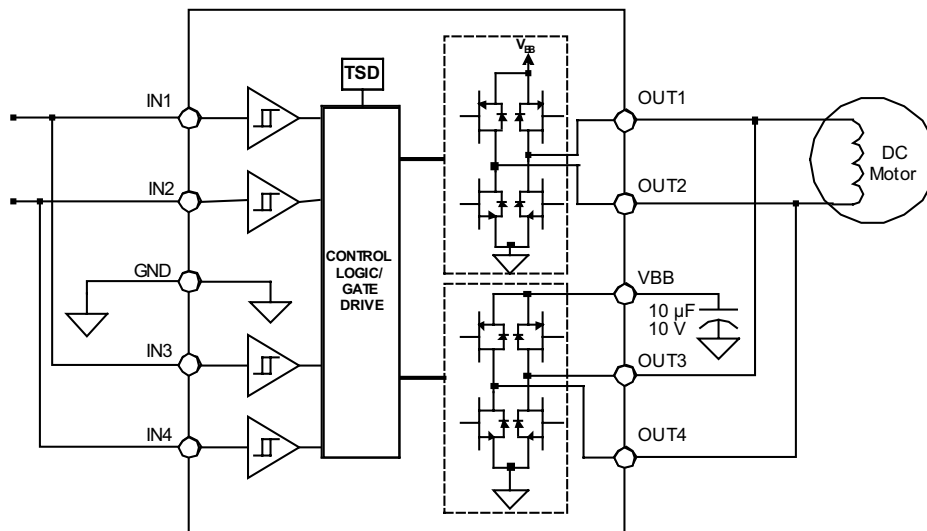 V_BB
TSD
IN1
OUT1
DC
Motor
IN2
OUT2
CONTROL
LOGIC/
GATE
DRIVE
GND
VBB
10 µF
10 V
IN3
OUT3
IN4
OUT4